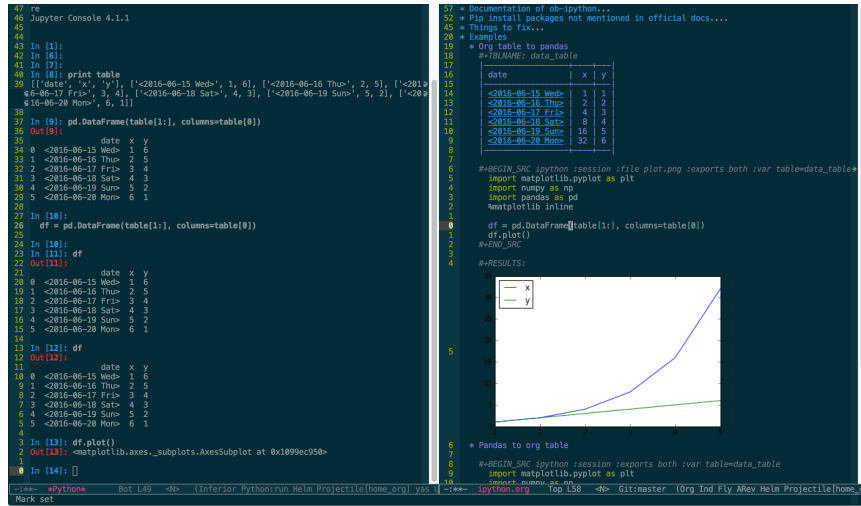 47 re
46 Jupyter Console 4.1.1
45
44
43 In [1]:
42 In [6]:
41 In [7]:
40 In [8]: print table
39 [['date', 'x', 'y'], ['<2016-06-15 Wed>', 1, 6], ['<2016-06-16 Thu>', 2, 5], ['<201
6-06-17 Fri>', 3, 4], ['<2016-06-18 Sat>', 4, 3], ['<2016-06-19 Sun>', 5, 2], ['<20
16-06-20 Mon>', 6, 1]]
38
37 In [9]: pd.DataFrame(table[1:], columns=table[0])
36 Out[9]:
35 date x y
34 0 <2016-06-15 Wed> 1 6
33 1 <2016-06-16 Thu> 2 5
32 2 <2016-06-17 Fri> 3 4
31 3 <2016-06-18 Sat> 4 3
30 4 <2016-06-19 Sun> 5 2
29 5 <2016-06-20 Mon> 6 1
28
27 In [10]:
26 df = pd.DataFrame(table[1:], columns=table[0])
25
24 In [10]:
23 In [11]: df
22 Out[11]:
21 date x y
20 0 <2016-06-15 Wed> 1 6
19 1 <2016-06-16 Thu> 2 5
18 2 <2016-06-17 Fri> 3 4
17 3 <2016-06-18 Sat> 4 3
16 4 <2016-06-19 Sun> 5 2
15 5 <2016-06-20 Mon> 6 1
14
13 In [12]: df
12 Out[12]:
11 date x y
10 0 <2016-06-15 Wed> 1 6
9 1 <2016-06-16 Thu> 2 5
8 2 <2016-06-17 Fri> 3 4
7 3 <2016-06-18 Sat> 4 3
6 4 <2016-06-19 Sun> 5 2
5 5 <2016-06-20 Mon> 6 1
4
3 In [13]: df.plot()
2 Out[13]: <matplotlib.axes._subplots.AxesSubplot at 0x1099ec950>
1
0 In [14]:
-:**- *Python* Bot L49 <N> (Inferior Python:run Helm Projectile[home_org] yas
Mark set
57 * Documentation of ob-ipython...
52 * Pip install packages not mentioned in official docs....
45 * Things to fix...
20 * Examples
19 * Org table to pandas
18 #+TBLNAME: data_table
17 |------------------+----+---|
16 | date | x | y |
15 |------------------+----+---|
14 | <2016-06-15 Wed> | 1 | 1 |
13 | <2016-06-16 Thu> | 2 | 2 |
12 | <2016-06-17 Fri> | 4 | 3 |
11 | <2016-06-18 Sat> | 8 | 4 |
10 | <2016-06-19 Sun> | 16 | 5 |
9 | <2016-06-20 Mon> | 32 | 6 |
8 |------------------+----+---|
7
6 #+BEGIN_SRC ipython :session :file plot.png :exports both :var table=data_table
5 import matplotlib.pyplot as plt
4 import numpy as np
3 import pandas as pd
2 %matplotlib inline
1
0 df = pd.DataFrame(table[1:], columns=table[0])
1 df.plot()
2 #+END_SRC
3
4 #+RESULTS:
35
30
25
20
15
10
5
0
x
y
0 1 2 3 4 5
5
6 * Pandas to org table
7
8 #+BEGIN_SRC ipython :session :exports both :var table=data_table
9 import matplotlib.pyplot as plt
10 import numpy as np
-:**- ipython.org Top L58 <N> Git:master (Org Ind Fly ARev Helm Projectile[home_